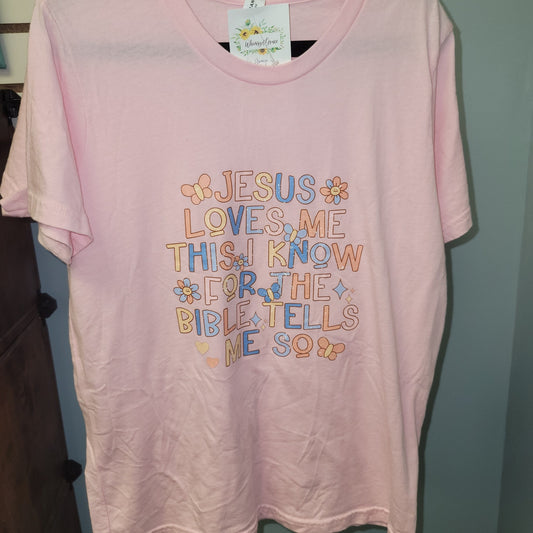 JESUS
LOVES ME
THIS I KNOW
FOR THE
BIBLE TELLS
ME SO